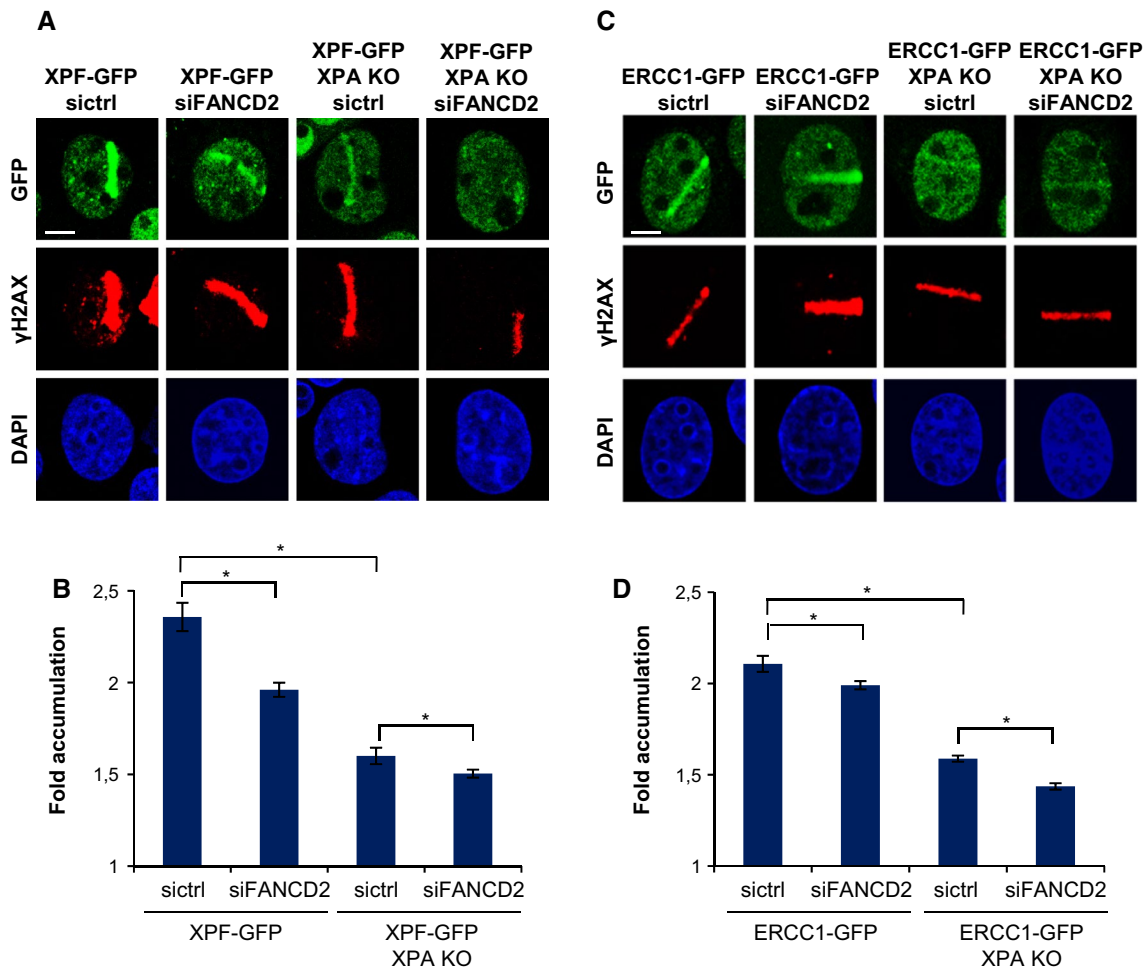 A
XPF-GFP
sictrl
XPF-GFP
siFANCD2
XPF-GFP
XPA KO
sictrl
XPF-GFP
XPA KO
siFANCD2
GFP
γH2AX
DAPI
C
ERCC1-GFP
sictrl
ERCC1-GFP
siFANCD2
ERCC1-GFP
XPA KO
sictrl
ERCC1-GFP
XPA KO
siFANCD2
GFP
γH2AX
DAPI
B
Fold accumulation
2,5
2
1,5
1
*
*
*
sictrl
siFANCD2
sictrl
siFANCD2
XPF-GFP
XPF-GFP
XPA KO
D
Fold accumulation
2,5
2
1,5
1
*
*
*
sictrl
siFANCD2
sictrl
siFANCD2
ERCC1-GFP
ERCC1-GFP
XPA KO